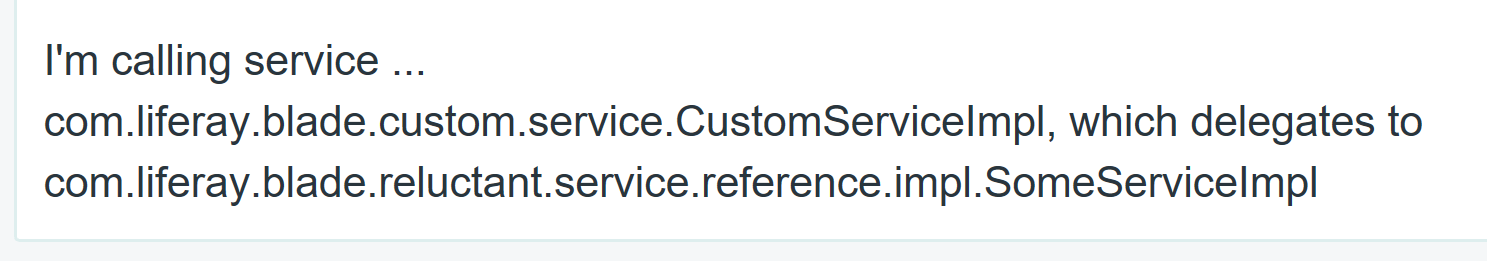 I'm calling service ...
com.liferay.blade.custom.service.CustomServiceImpl, which delegates to
com.liferay.blade.reluctant.service.reference.impl.SomeServiceImpl